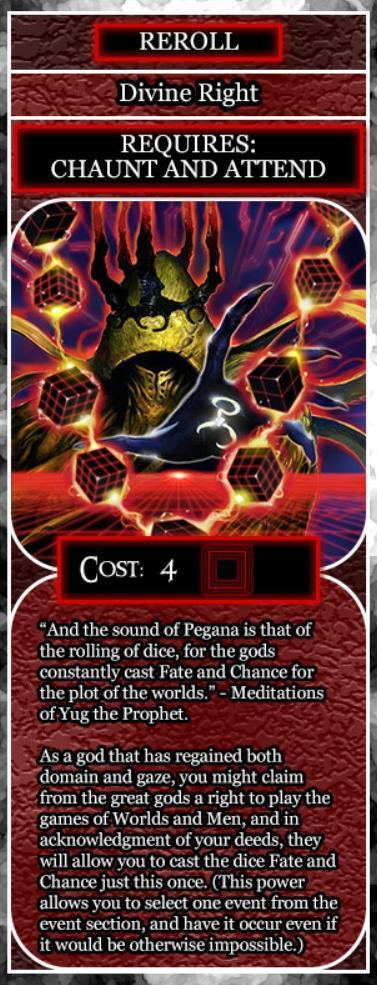 REROLL
Divine Right
REQUIRES:
CHAUNT AND ATTEND
COST: 4
“And the sound of Pegana is that of
the rolling of dice, for the gods
constantly cast Fate and Chance for
the plot of the worlds.” - Meditations
of Yug the Prophet.
As a god that has regained both
domain and gaze, you might claim
from the great gods a right to play the
games of Worlds and Men, and in
acknowledgment of your deeds, they
will allow you to cast the dice Fate and
Chance just this once. (This power
allows you to select one event from the
event section, and have it occur even if
it would be otherwise impossible.)